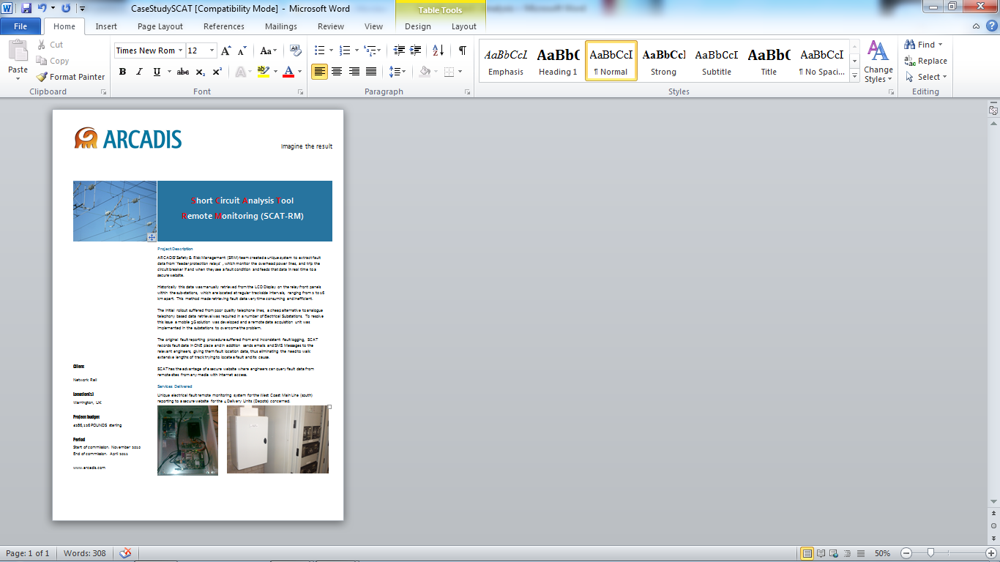 CaseStudySCAT [Compatibility Mode] - Microsoft Word
Table Tools
File Home Insert Page Layout References Mailings Review View Design Layout
Paste
Cut
Copy
Format Painter
Clipboard
Times New Rom 12
Font
Paragraph
AaBbCcI AaBbC AaBbCcI AaBbCcI AaBbCcI AaBbC AaBbCcI
Emphasis Heading 1 ¶ Normal Strong Subtitle Title ¶ No Spaci...
Change Styles
Styles
Find
Replace
Select
Editing
ARCADIS
Imagine the result
Short Circuit Analysis Tool
Remote Monitoring (SCAT-RM)
Project Description
ARCADIS' Safety & Risk Management (SRM) team created a unique system to extract fault
data from 'feeder protection relays' , which monitor the overhead power lines, and trip the
circuit breaker if and when they see a fault condition and feeds that data in real time to a
secure website.
Historically this data was manually retrieved from the LCD Display on the relay front panels
within the sub-stations, which are located at regular trackside intervals, ranging from 2 to 16
km apart. This method made retrieving fault data very time consuming and inefficient.
The initial rollout suffered from poor quality telephone lines, a cheap alternative to analogue
telephony based data retrieval was required in a number of Electrical Substations. To resolve
this issue a mobile 3G solution was developed and a remote data acquisition unit was
implemented in the substations to overcome the problem.
The original fault reporting procedure suffered from and inconsistent fault logging, SCAT
records fault data in ONE place and in addition sends emails and SMS Messages to the
relevant engineers, giving them fault location data, thus eliminating the need to walk
extensive lengths of track trying to locate a fault and its cause.
SCAT has the advantage of a secure website where engineers can query fault data from
remote sites from any media with internet access.
Services Delivered
Unique electrical fault remote monitoring system for the West Coast Main Line (south)
reporting to a secure website for the 4 Delivery Units (Depots) concerned.
Client
Network Rail
Location(s)
Warrington, UK
Project budget
POUNDS sterling
Period
Start of commission, November 2010
End of commission, April 2011
www.arcadis.com
Page: 1 of 1 Words: 308 50%